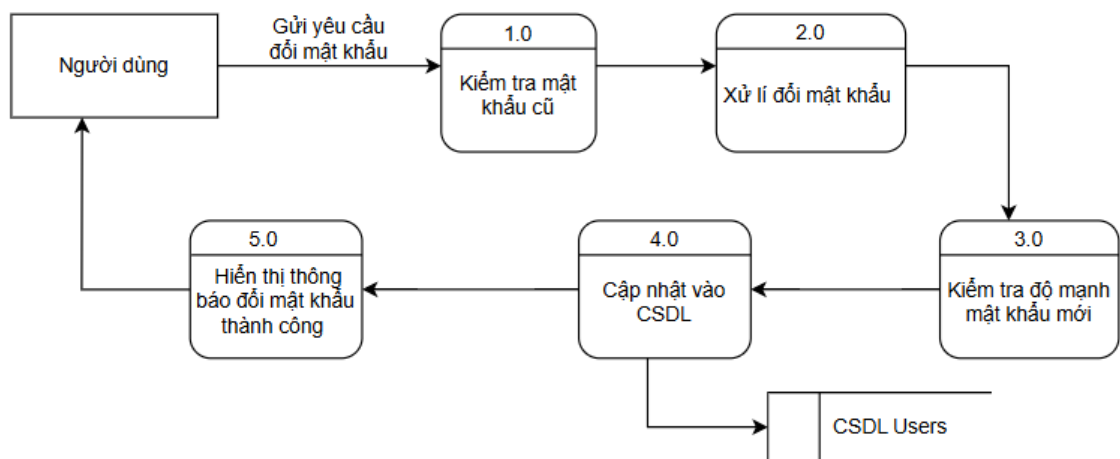 Người dùng
Gửi yêu cầu
đổi mật khẩu
1.0
Kiểm tra mật
khẩu cũ
2.0
Xử lí đổi mật khẩu
3.0
Kiểm tra độ mạnh
mật khẩu mới
4.0
Cập nhật vào
CSDL
5.0
Hiển thị thông
báo đổi mật khẩu
thành công
CSDL Users